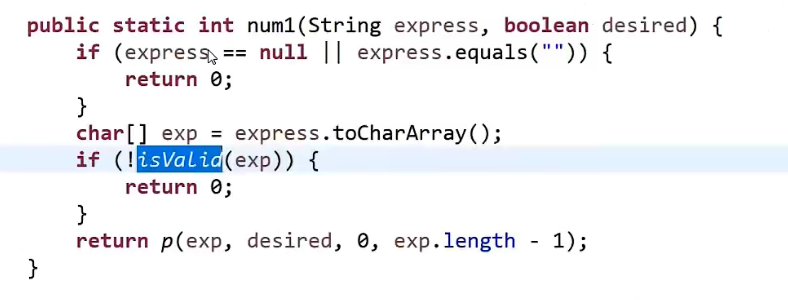 public static int num1(String express, boolean desired) {
    if (express == null || express.equals("")) {
        return 0;
    }
    char[] exp = express.toCharArray();
    if (!isValid(exp)) {
        return 0;
    }
    return p(exp, desired, 0, exp.length - 1);
}